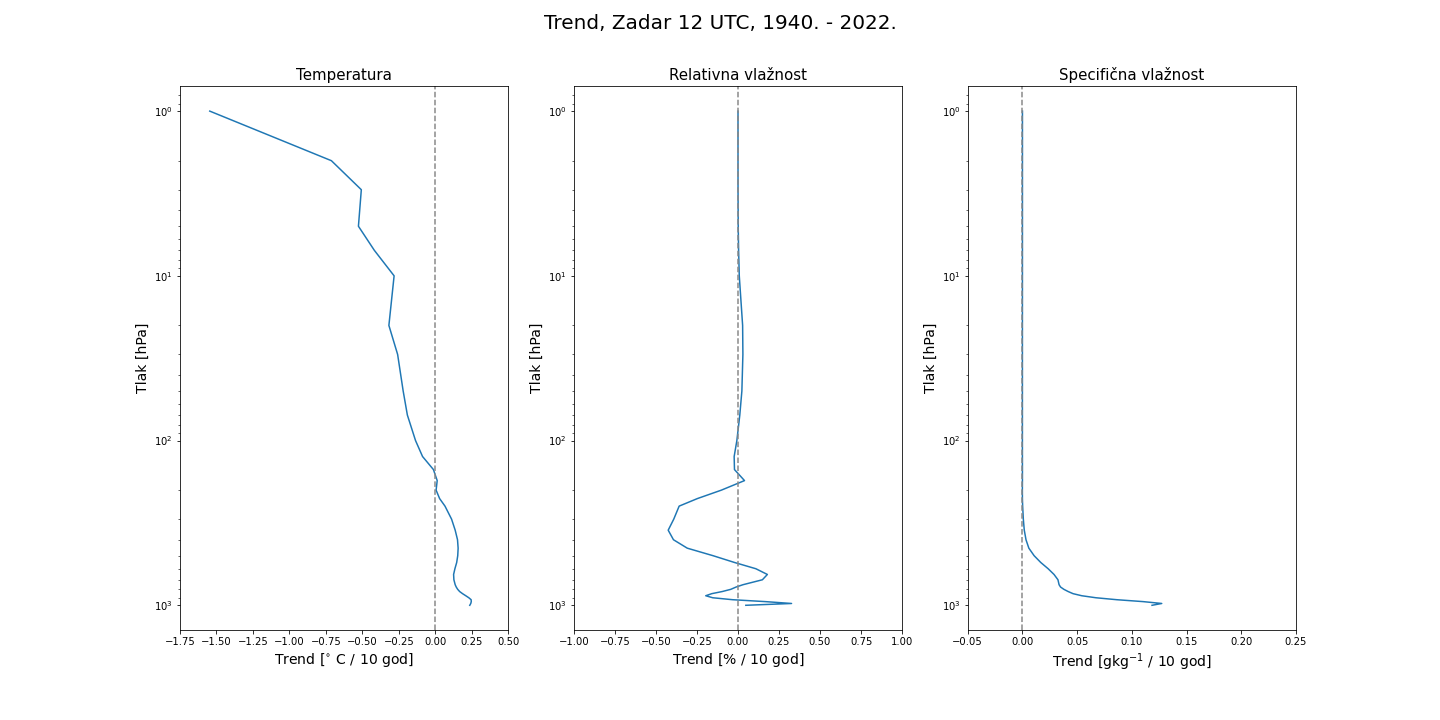 Trend, Zadar 12 UTC, 1940. - 2022.
Temperatura
10⁰
10¹
10²
10³
Tlak [hPa]
−1.75 −1.50 −1.25 −1.00 −0.75 −0.50 −0.25 0.00 0.25 0.50
Trend [° C / 10 god]
Relativna vlažnost
10⁰
10¹
10²
10³
Tlak [hPa]
−1.00 −0.75 −0.50 −0.25 0.00 0.25 0.50 0.75 1.00
Trend [% / 10 god]
Specifična vlažnost
10⁰
10¹
10²
10³
Tlak [hPa]
−0.05 0.00 0.05 0.10 0.15 0.20 0.25
Trend [gkg⁻¹ / 10 god]